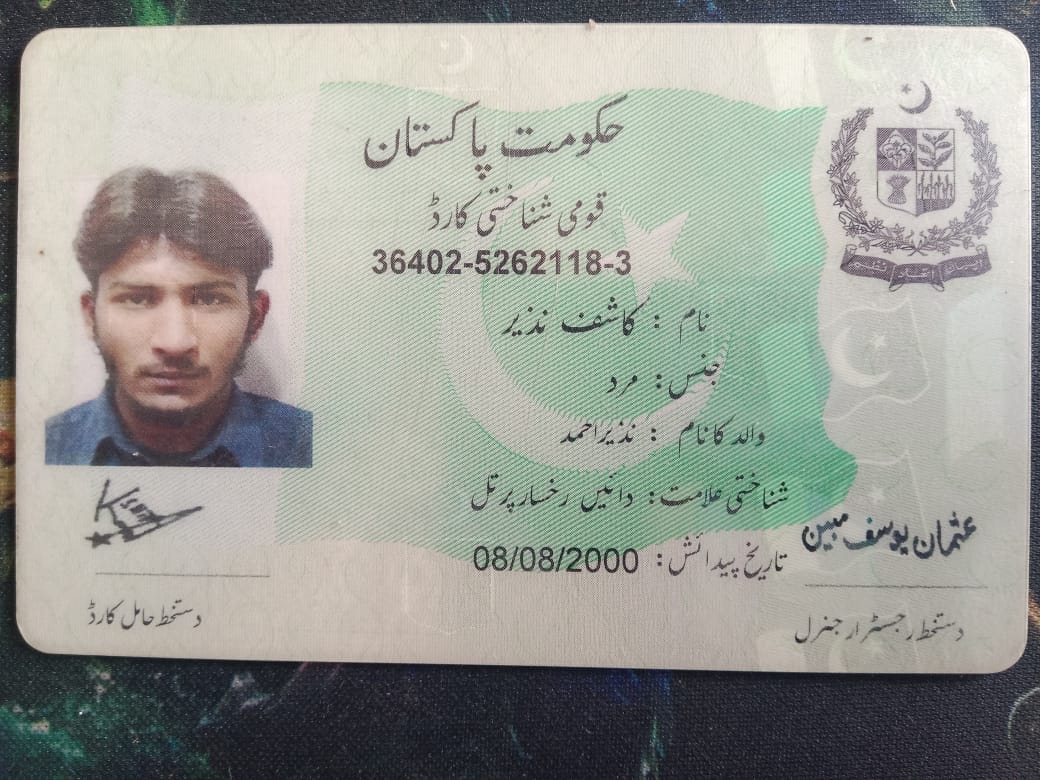 حکومت پاکستان
قومی شناختی کارڈ
36402-5262118-3
نام : کاشف نذیر
جنس : مرد
والد کا نام : نذیر احمد
شناختی علامت : دائیں رخسار پر تل
تاریخ پیدائش : 08/08/2000
دستخط حامل کارڈ
عثمان یوسف مبین
دستخط رجسٹرار جنرل